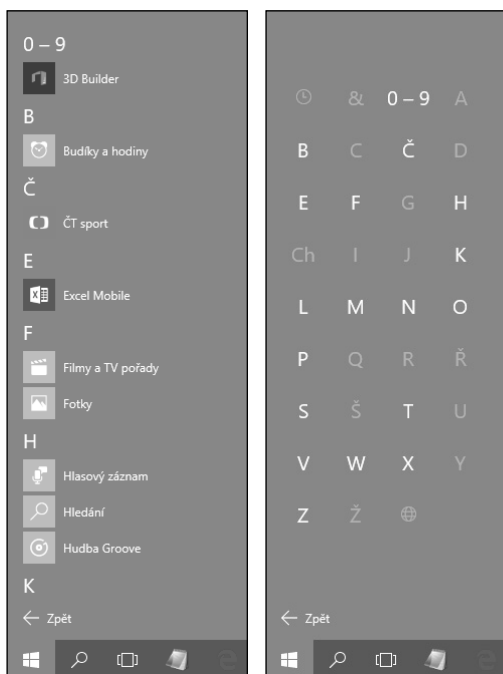 0 – 9
3D Builder
B
Budíky a hodiny
Č
ČT sport
E
Excel Mobile
F
Filmy a TV pořady
Fotky
H
Hlasový záznam
Hledání
Hudba Groove
K
Zpět
& 0 – 9 A
B C Č D
E F G H
Ch I J K
L M N O
P Q R Ř
S Š T U
V W X Y
Z Ž
Zpět